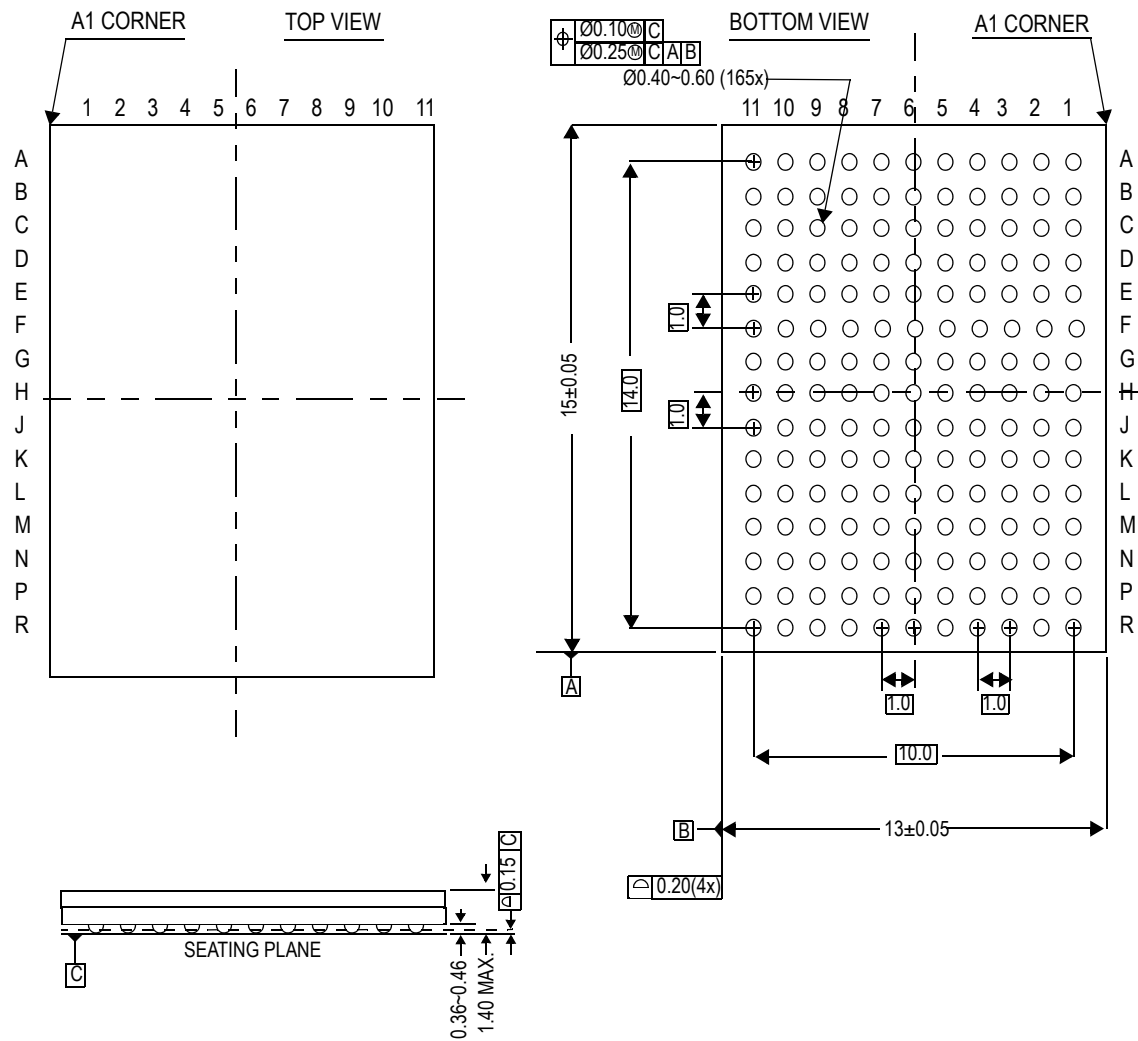 A1 CORNER
TOP VIEW
1 2 3 4 5 6 7 8 9 10 11
A
B
C
D
E
F
G
H
J
K
L
M
N
P
R
Ø0.10Ⓜ C
Ø0.25Ⓜ C A B
BOTTOM VIEW
A1 CORNER
Ø0.40~0.60 (165x)
11 10 9 8 7 6 5 4 3 2 1
A
B
C
D
E
F
G
H
J
K
L
M
N
P
R
1.0
15±0.05
14.0
1.0
A
1.0
1.0
10.0
B
13±0.05
0.20(4x)
0.15 C
SEATING PLANE
C
0.36~0.46
1.40 MAX.